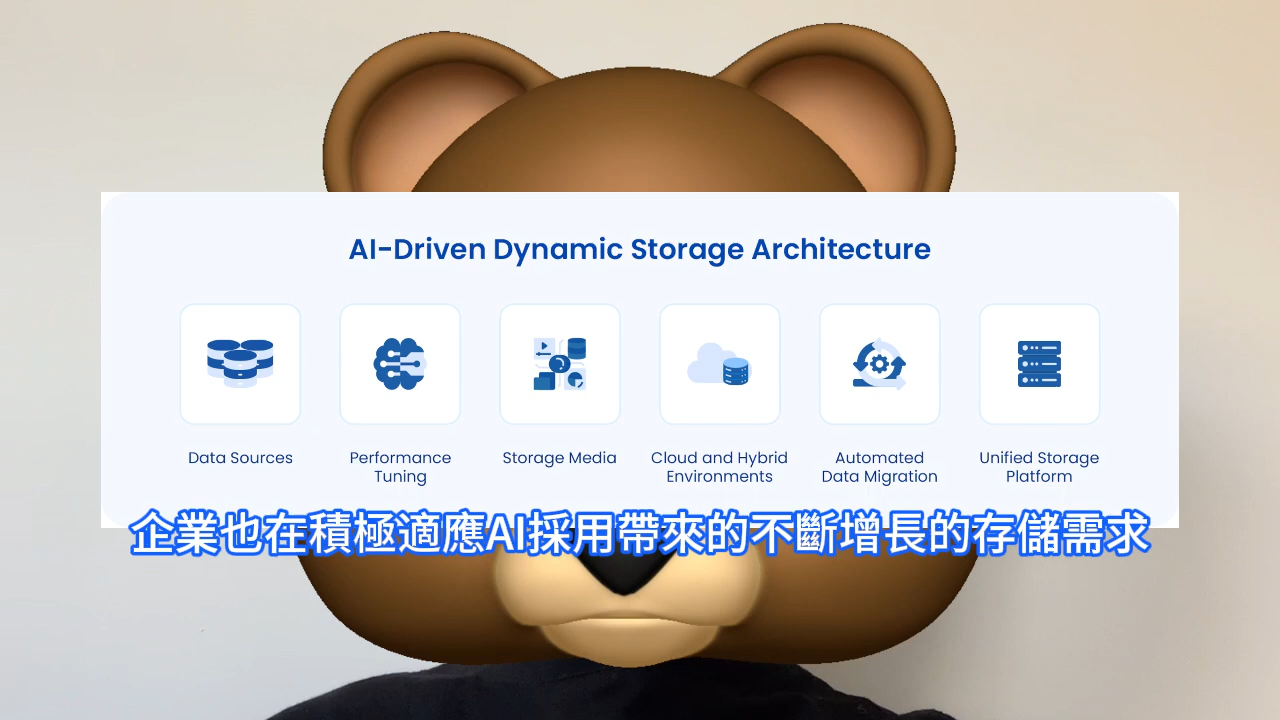 AI-Driven Dynamic Storage Architecture
Data Sources
Performance
Tuning
Storage Media
Cloud and Hybrid
Environments
Automated
Data Migration
Unified Storage
Platform
企業也在積極適應AI採用帶來的不斷增長的存儲需求